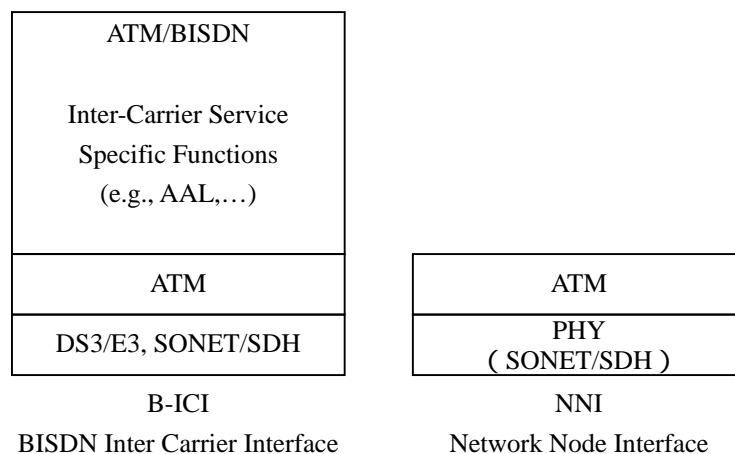 ATM/BISDN
Inter-Carrier Service
Specific Functions
(e.g., AAL,…)
ATM
DS3/E3, SONET/SDH
B-ICI
BISDN Inter Carrier Interface
ATM
PHY
（SONET/SDH）
NNI
Network Node Interface